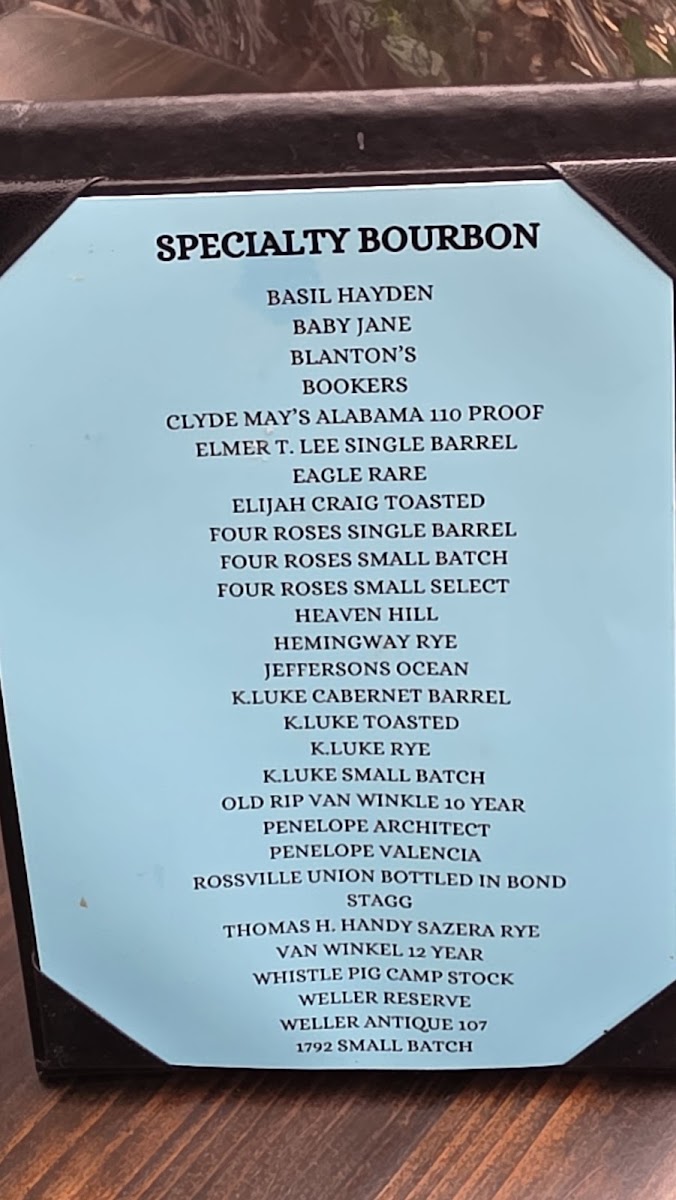 SPECIALTY BOURBON
BASIL HAYDEN
BABY JANE
BLANTON'S
BOOKERS
CLYDE MAY'S ALABAMA 110 PROOF
ELMER T. LEE SINGLE BARREL
EAGLE RARE
ELIJAH CRAIG TOASTED
FOUR ROSES SINGLE BARREL
FOUR ROSES SMALL BATCH
FOUR ROSES SMALL SELECT
HEAVEN HILL
HEMINGWAY RYE
JEFFERSONS OCEAN
K.LUKE CABERNET BARREL
K.LUKE TOASTED
K.LUKE RYE
K.LUKE SMALL BATCH
OLD RIP VAN WINKLE 10 YEAR
PENELOPE ARCHITECT
PENELOPE VALENCIA
ROSSVILLE UNION BOTTLED IN BOND
STAGG
THOMAS H. HANDY SAZERA RYE
VAN WINKEL 12 YEAR
WHISTLE PIG CAMP STOCK
WELLER RESERVE
WELLER ANTIQUE 107
1792 SMALL BATCH